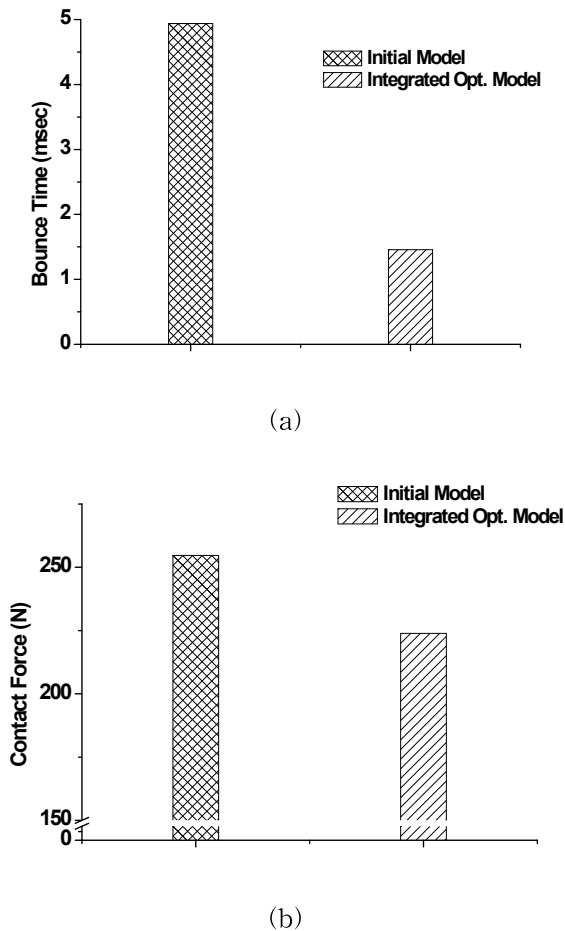 5
4
3
2
1
0
Bounce Time (msec)
Initial Model
Integrated Opt. Model
(a)
250
200
150
0
Contact Force (N)
Initial Model
Integrated Opt. Model
(b)